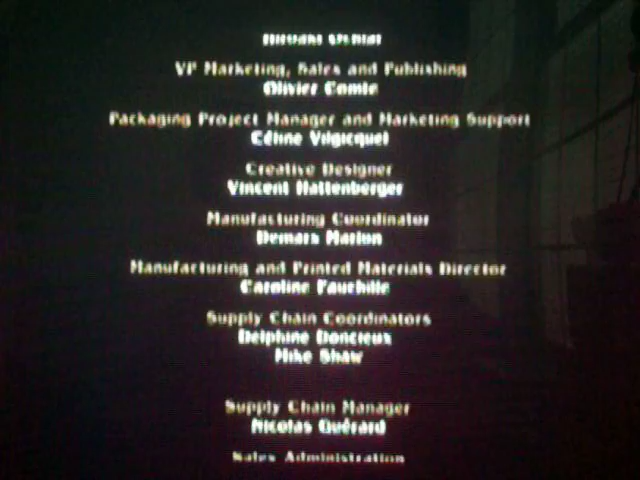 VP Marketing, Sales and Publishing
Olivier Comte
Packaging Project Manager and Marketing Support
Céline Vilgicquel
Creative Designer
Vincent Hattenberger
Manufacturing Coordinator
Demars Marion
Manufacturing and Printed Materials Director
Caroline Fauchille
Supply Chain Coordinators
Delphine Doncieux
Mike Shaw
Supply Chain Manager
Nicolas Guérard
Sales Administration